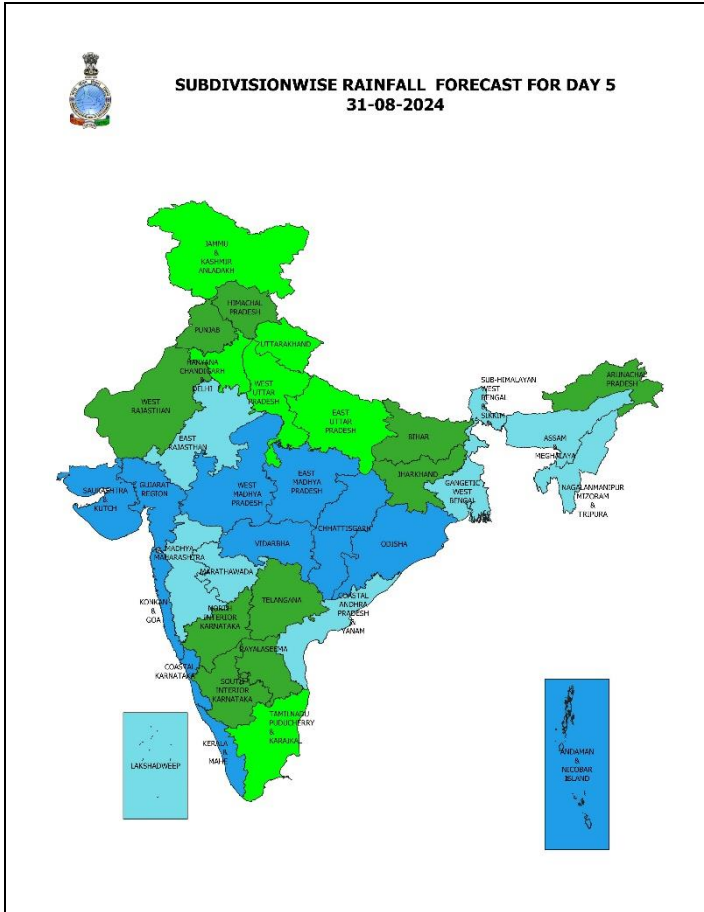 SUBDIVISIONWISE RAINFALL FORECAST FOR DAY 5
31-08-2024
JAMMU
&
KASHMIR
ANLADAKH
HIMACHAL
PRADESH
PUNJAB
UTTARAKHAND
HARYANA
CHANDIGARH
&
DELHI
WEST
UTTAR
PRADESH
WEST
RAJASTHAN
EAST
RAJASTHAN
EAST
UTTAR
PRADESH
BIHAR
SUB-HIMALAYAN
WEST
BENGAL
&
SIKKIM
ARUNACHAL
PRADESH
ASSAM
&
MEGHALAYA
NAGALANMANIPUR
MIZORAM
&
TRIPURA
JHARKHAND
GANGETIC
WEST
BENGAL
SAURASHTRA
&
KUTCH
GUJARAT
REGION
WEST
MADHYA
PRADESH
EAST
MADHYA
PRADESH
CHHATTISGARH
ODISHA
VIDARBHA
MADHYA
MAHARASHTRA
MARATHAWADA
KONKAN
&
GOA
NORTH
INTERIOR
KARNATAKA
TELANGANA
COASTAL
ANDHRA
PRADESH
&
YANAM
RAYALASEEMA
COASTAL
KARNATAKA
SOUTH
INTERIOR
KARNATAKA
TAMILNADU
PUDUCHERRY
&
KARAIKAL
KERALA
&
MAHE
LAKSHADWEEP
ANDAMAN
&
NICOBAR
ISLAND